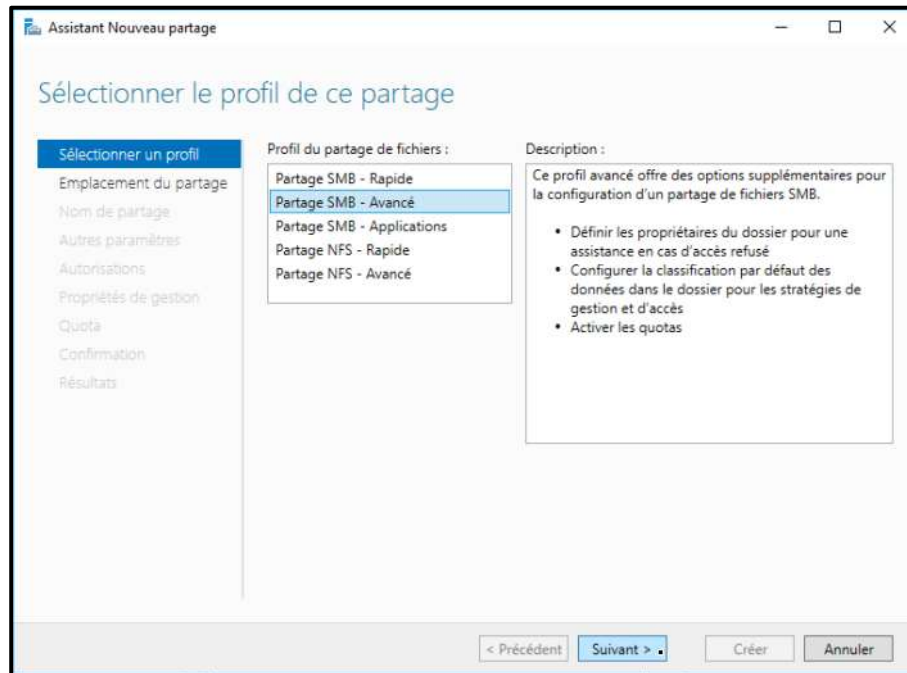 Assistant Nouveau partage
Sélectionner le profil de ce partage
Sélectionner un profil
Emplacement du partage
Nom de partage
Autres paramètres
Autorisations
Propriétés de gestion
Quota
Confirmation
Résultats
Profil du partage de fichiers :
Partage SMB - Rapide
Partage SMB - Avancé
Partage SMB - Applications
Partage NFS - Rapide
Partage NFS - Avancé
Description :
Ce profil avancé offre des options supplémentaires pour
la configuration d'un partage de fichiers SMB.
• Définir les propriétaires du dossier pour une
assistance en cas d'accès refusé
• Configurer la classification par défaut des
données dans le dossier pour les stratégies de
gestion et d'accès
• Activer les quotas
< Précédent Suivant > Créer Annuler